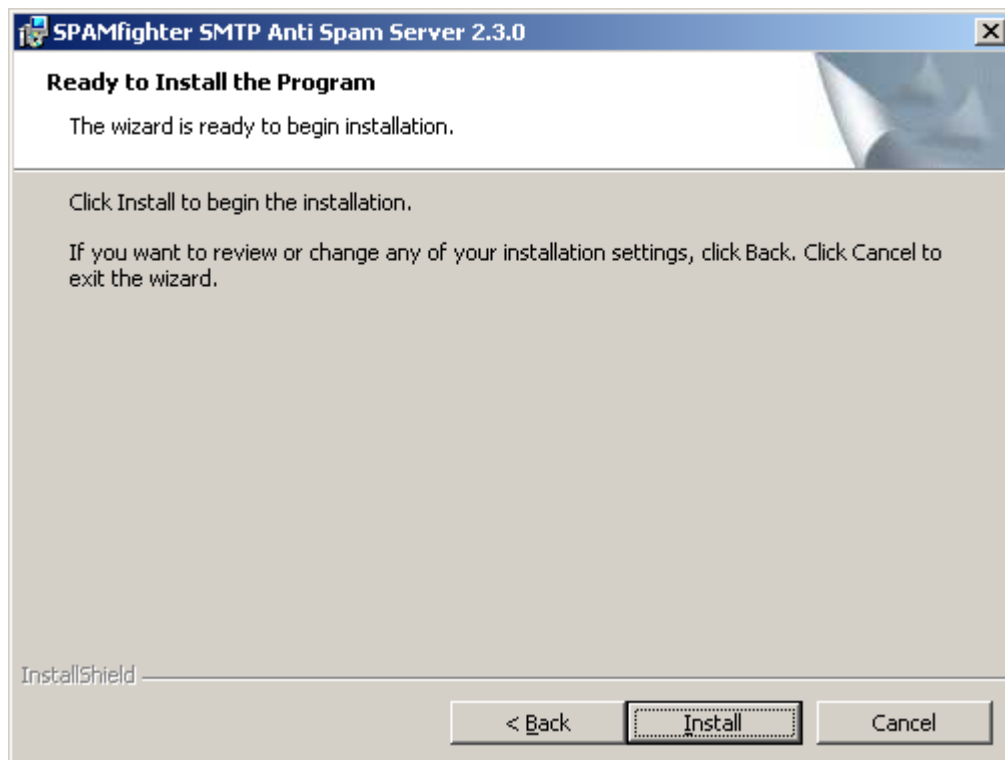 SPAMfighter SMTP Anti Spam Server 2.3.0
Ready to Install the Program
The wizard is ready to begin installation.
Click Install to begin the installation.
If you want to review or change any of your installation settings, click Back. Click Cancel to
exit the wizard.
InstallShield
< Back
Install
Cancel